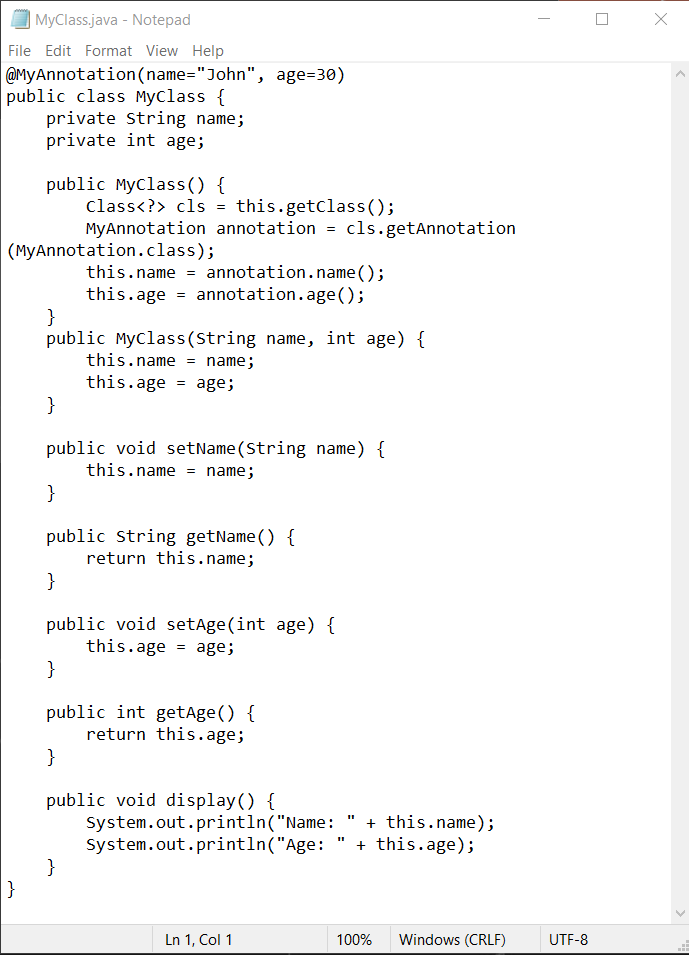 MyClass.java - Notepad
File Edit Format View Help
@MyAnnotation(name="John", age=30)
public class MyClass {
    private String name;
    private int age;

    public MyClass() {
        Class<?> cls = this.getClass();
        MyAnnotation annotation = cls.getAnnotation
(MyAnnotation.class);
        this.name = annotation.name();
        this.age = annotation.age();
    }
    public MyClass(String name, int age) {
        this.name = name;
        this.age = age;
    }

    public void setName(String name) {
        this.name = name;
    }

    public String getName() {
        return this.name;
    }

    public void setAge(int age) {
        this.age = age;
    }

    public int getAge() {
        return this.age;
    }

    public void display() {
        System.out.println("Name: " + this.name);
        System.out.println("Age: " + this.age);
    }
}
Ln 1, Col 1 100% Windows (CRLF) UTF-8